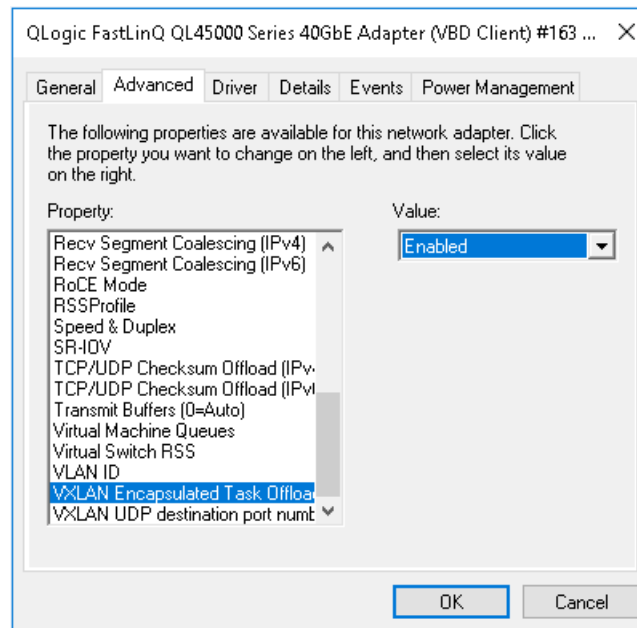 QLogic FastLinQ QL45000 Series 40GbE Adapter (VBD Client) #163 ...
General Advanced Driver Details Events Power Management
The following properties are available for this network adapter. Click
the property you want to change on the left, and then select its value
on the right.
Property: Value:
Recv Segment Coalescing (IPv4) Enabled
Recv Segment Coalescing (IPv6)
RoCE Mode
RSSProfile
Speed & Duplex
SR-IOV
TCP/UDP Checksum Offload (IPv
TCP/UDP Checksum Offload (IPv
Transmit Buffers (0=Auto)
Virtual Machine Queues
Virtual Switch RSS
VLAN ID
VXLAN Encapsulated Task Offloa
VXLAN UDP destination port numb
OK Cancel